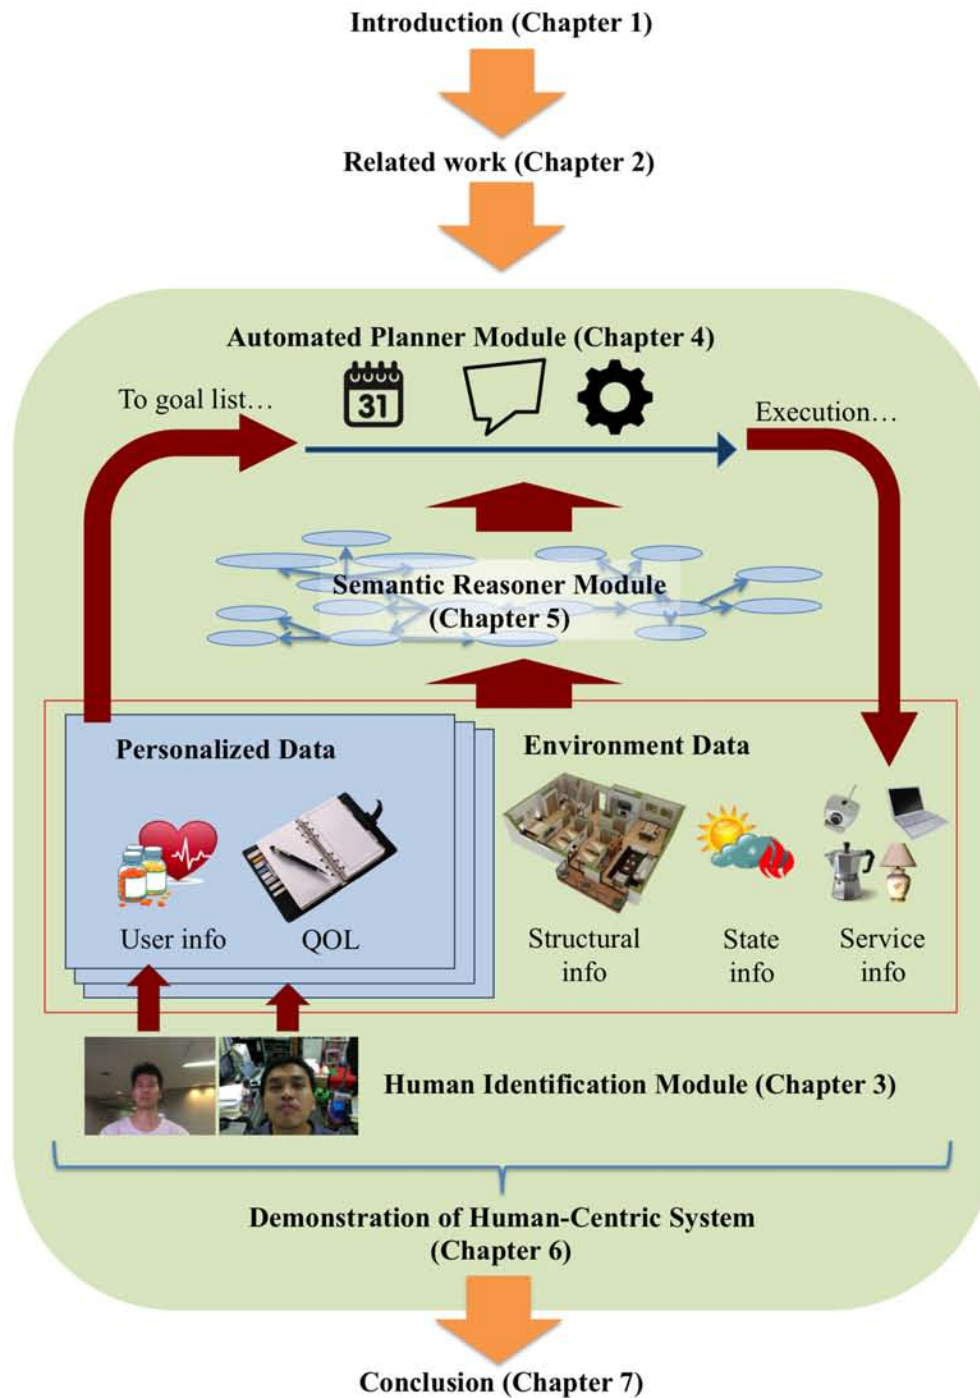 Introduction (Chapter 1)
Related work (Chapter 2)
Automated Planner Module (Chapter 4)
To goal list…
31
Execution…
Semantic Reasoner Module
(Chapter 5)
Personalized Data
Environment Data
User info
QOL
Structural
info
State
info
Service
info
Human Identification Module (Chapter 3)
Demonstration of Human-Centric System
(Chapter 6)
Conclusion (Chapter 7)